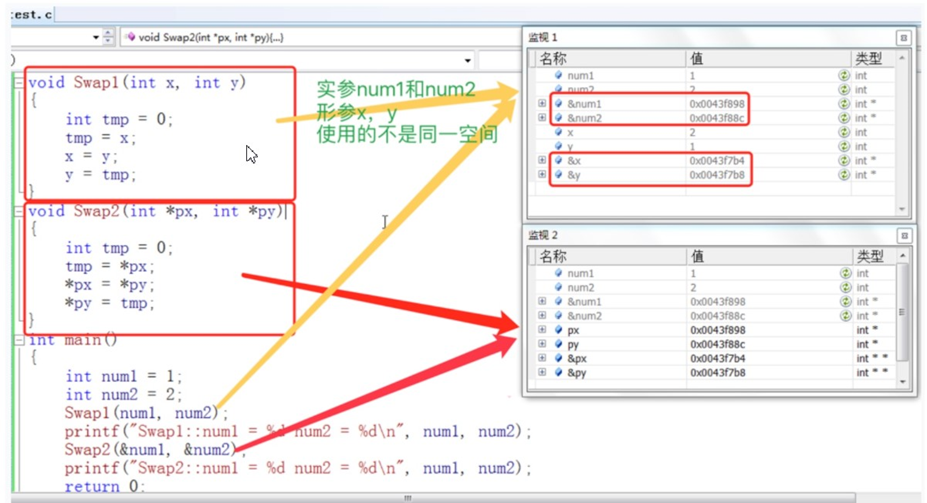 test.c
void Swap2(int *px, int *py){...}
void Swap1(int x, int y)
{
int tmp = 0;
tmp = x;
x = y;
y = tmp;
}
void Swap2(int *px, int *py)
{
int tmp = 0;
tmp = *px;
*px = *py;
*py = tmp;
}
int main()
{
int num1 = 1;
int num2 = 2;
Swap1(num1, num2);
printf("Swap1::num1 = %d num2 = %d\n", num1, num2);
Swap2(&num1, &num2);
printf("Swap2::num1 = %d num2 = %d\n", num1, num2);
return 0;
实参num1和num2
形参x，y
使用的不是同一空间
监视 1
名称 值 类型
num1 1 int
num2 2 int
&num1 0x0043f898 int *
&num2 0x0043f88c int *
x 2 int
y 1 int
&x 0x0043f7b4 int *
&y 0x0043f7b8 int *
监视 2
名称 值 类型
num1 1 int
num2 2 int
&num1 0x0043f898 int *
&num2 0x0043f88c int *
px 0x0043f898 int *
py 0x0043f88c int *
&px 0x0043f7b4 int * *
&py 0x0043f7b8 int * *